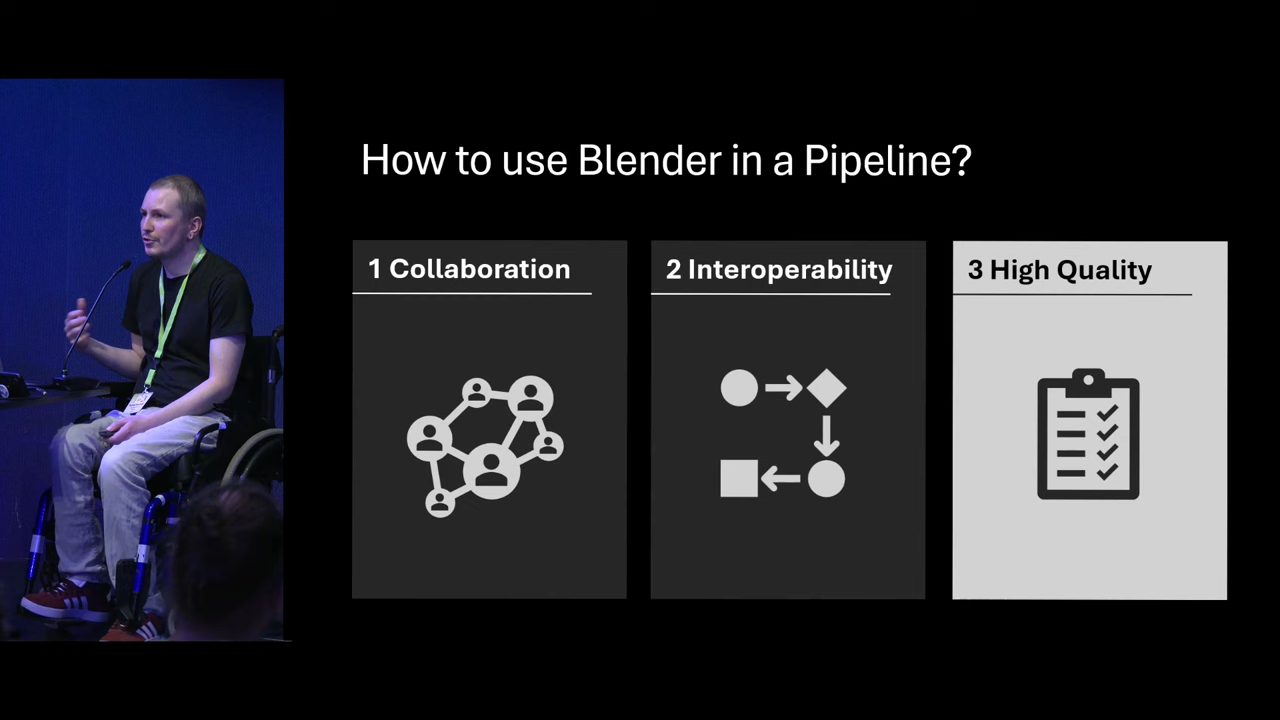 How to use Blender in a Pipeline?
1 Collaboration
2 Interoperability
3 High Quality